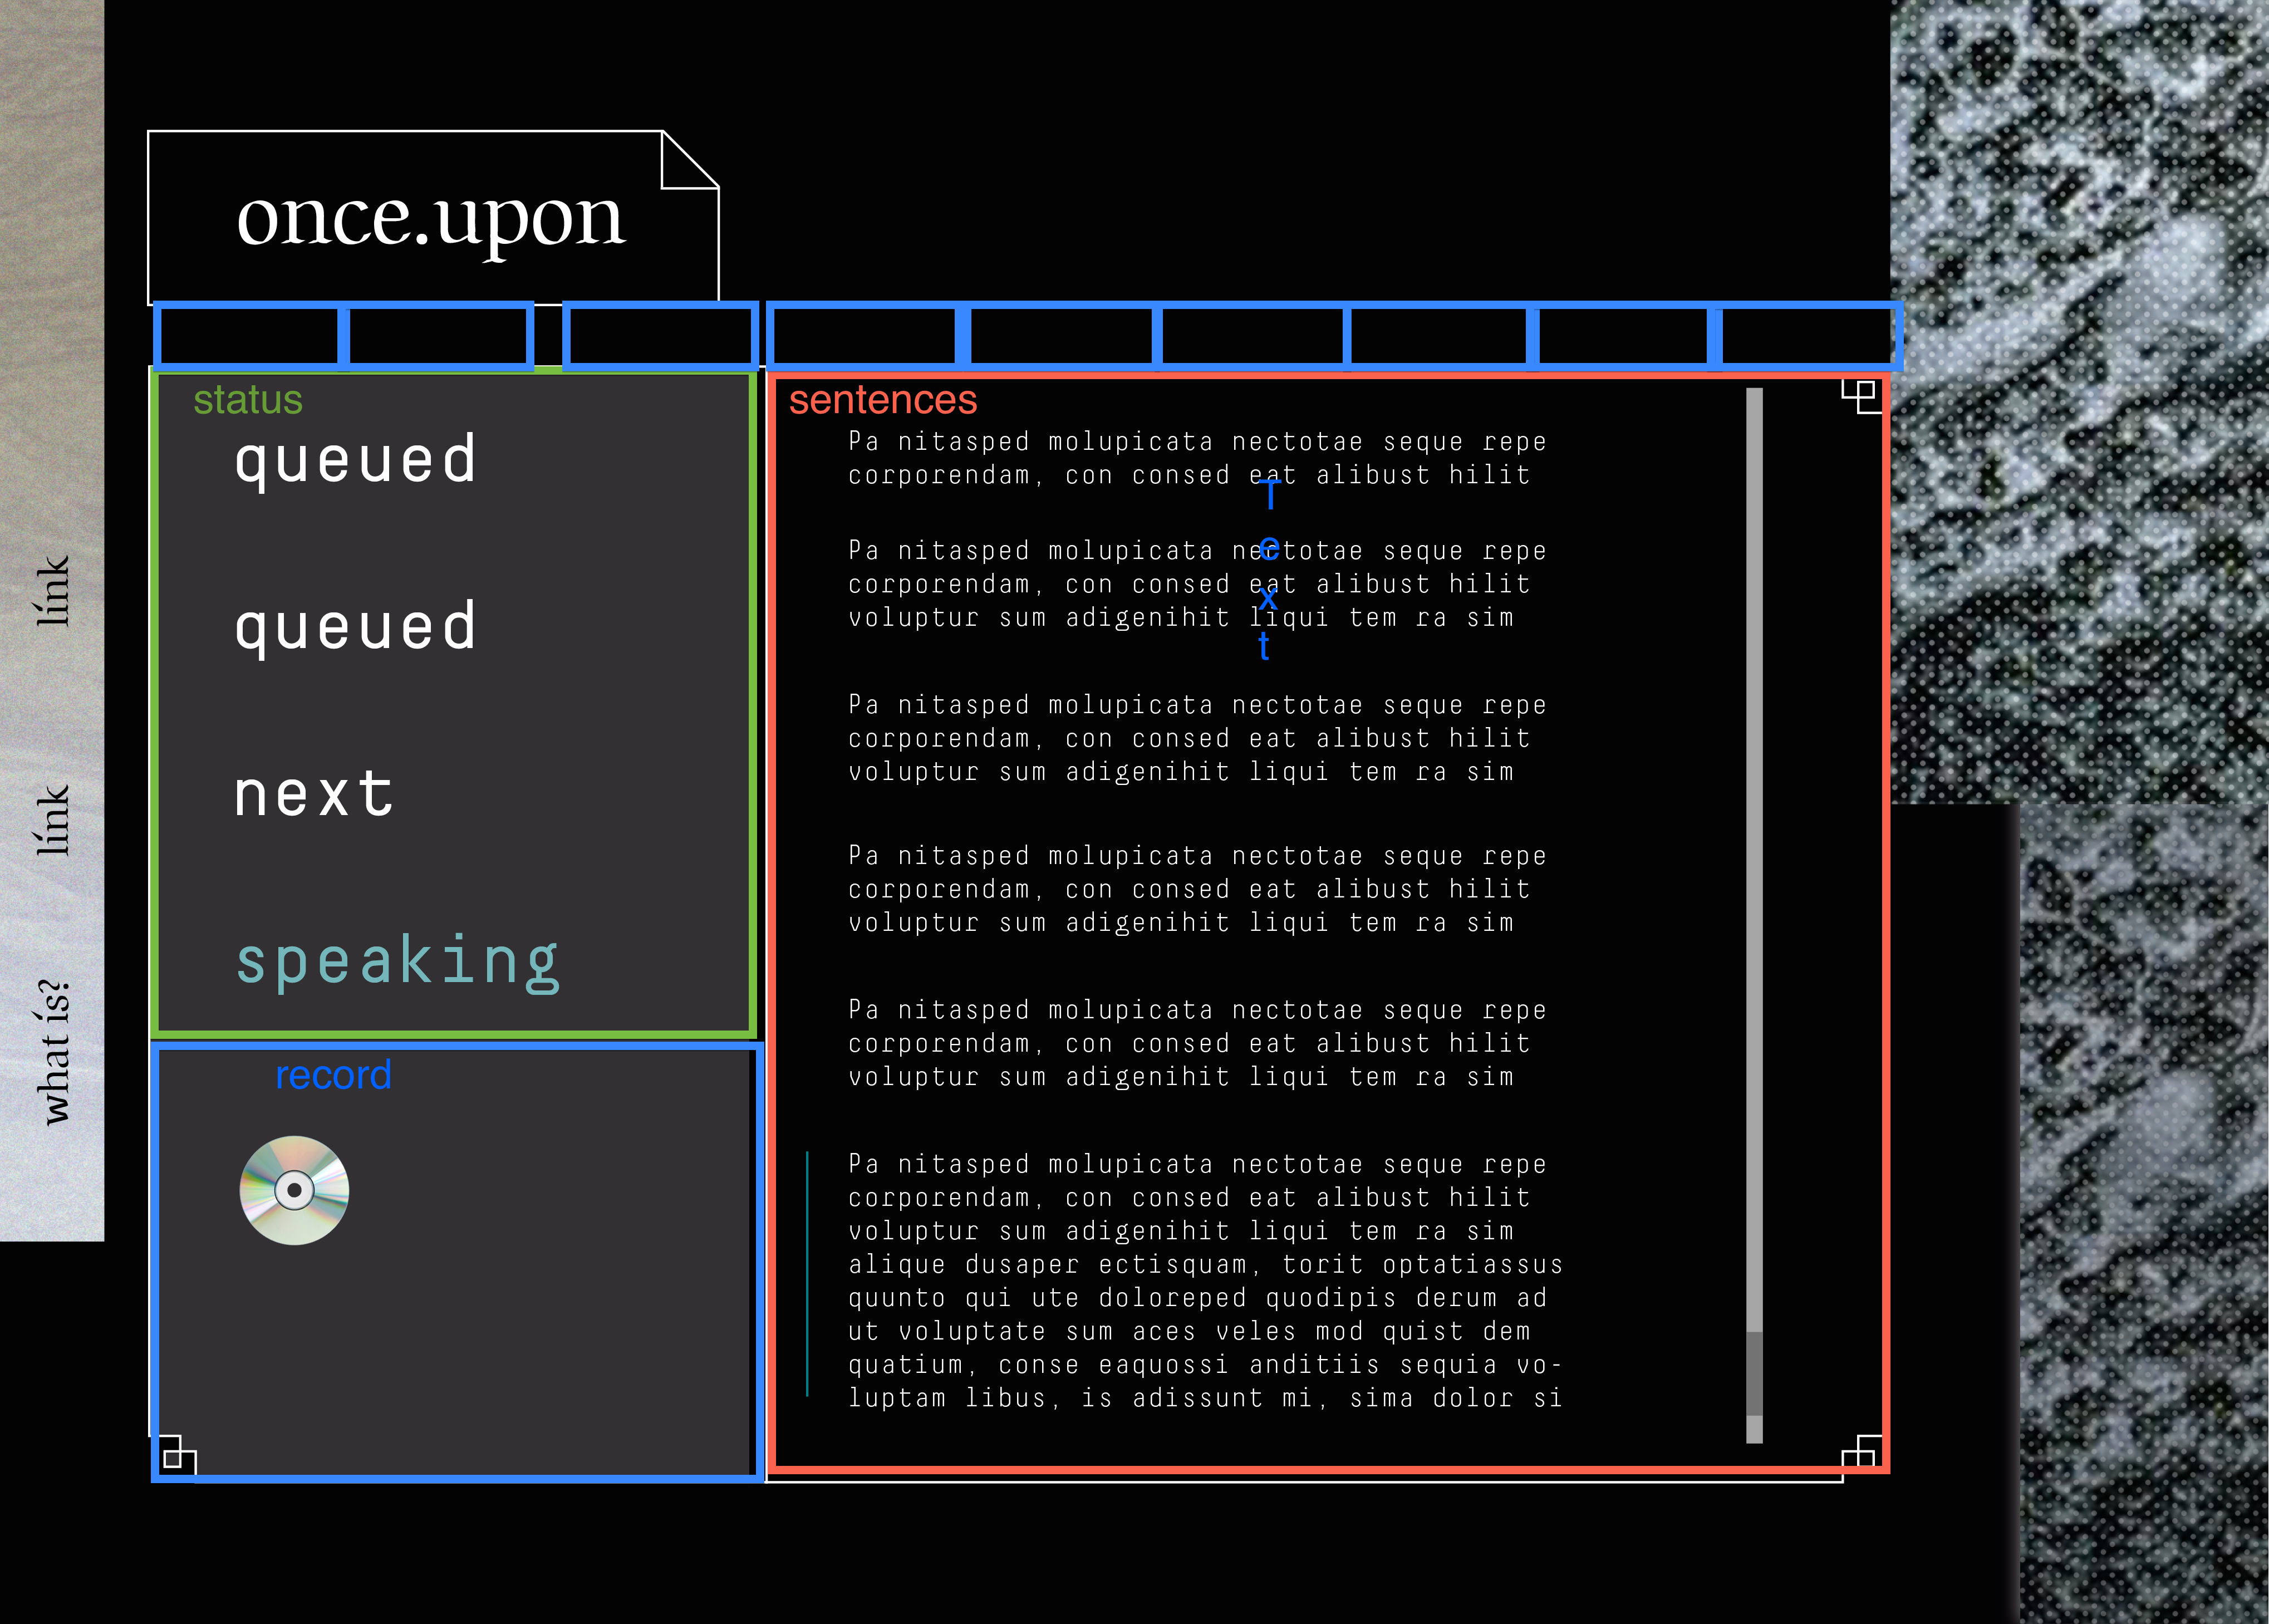 once.upon
status
queued
queued
next
speaking
record
sentences
Pa nitasped molupicata nectotae seque repe
corporendam, con consed eat alibust hilit
Pa nitasped molupicata nectotae seque repe
corporendam, con consed eat alibust hilit
voluptur sum adigenihit liqui tem ra sim
Pa nitasped molupicata nectotae seque repe
corporendam, con consed eat alibust hilit
voluptur sum adigenihit liqui tem ra sim
Pa nitasped molupicata nectotae seque repe
corporendam, con consed eat alibust hilit
voluptur sum adigenihit liqui tem ra sim
Pa nitasped molupicata nectotae seque repe
corporendam, con consed eat alibust hilit
voluptur sum adigenihit liqui tem ra sim
Pa nitasped molupicata nectotae seque repe
corporendam, con consed eat alibust hilit
voluptur sum adigenihit liqui tem ra sim
alique dusaper ectisquam, torit optatiassus
quunto qui ute doloreped quodipis derum ad
ut voluptate sum aces veles mod quist dem
quatium, conse eaquossi anditiis sequia vo-
luptam libus, is adissunt mi, sima dolor si
Text
línk
línk
what ís?